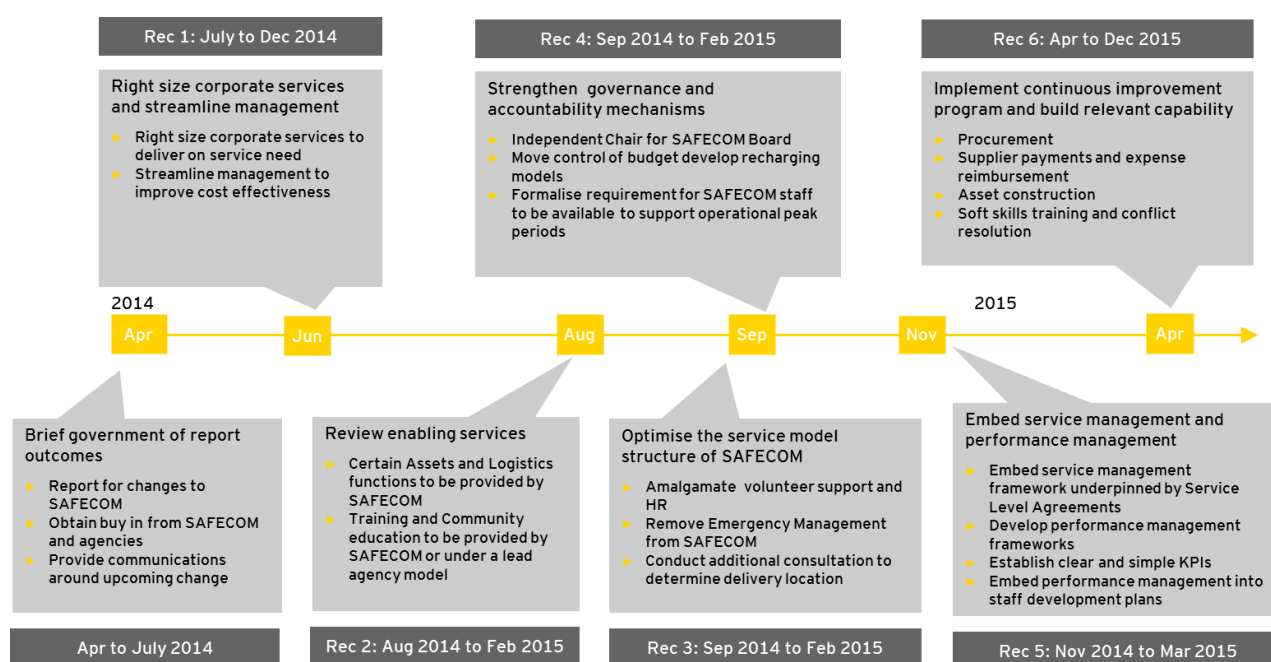 Rec 1: July to Dec 2014
Right size corporate services
and streamline management
► Right size corporate services to
deliver on service need
► Streamline management to
improve cost effectiveness
Rec 4: Sep 2014 to Feb 2015
Strengthen governance and
accountability mechanisms
► Independent Chair for SAFECOM Board
► Move control of budget develop recharging
models
► Formalise requirement for SAFECOM staff
to be available to support operational peak
periods
Rec 6: Apr to Dec 2015
Implement continuous improvement
program and build relevant capability
► Procurement
► Supplier payments and expense
reimbursement
► Asset construction
► Soft skills training and conflict
resolution
2014
2015
Apr
Jun
Aug
Sep
Nov
Apr
Brief government of report
outcomes
► Report for changes to
SAFECOM
► Obtain buy in from SAFECOM
and agencies
► Provide communications
around upcoming change
Apr to July 2014
Review enabling services
► Certain Assets and Logistics
functions to be provided by
SAFECOM
► Training and Community
education to be provided by
SAFECOM or under a lead
agency model
Rec 2: Aug 2014 to Feb 2015
Optimise the service model
structure of SAFECOM
► Amalgamate volunteer support and
HR
► Remove Emergency Management
from SAFECOM
► Conduct additional consultation to
determine delivery location
Rec 3: Sep 2014 to Feb 2015
Embed service management and
performance management
► Embed service management
framework underpinned by Service
Level Agreements
► Develop performance management
frameworks
► Establish clear and simple KPIs
► Embed performance management into
staff development plans
Rec 5: Nov 2014 to Mar 2015